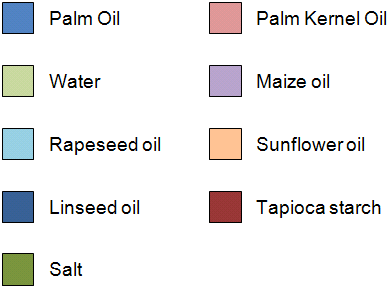 Palm Oil
Palm Kernel Oil
Water
Maize oil
Rapeseed oil
Sunflower oil
Linseed oil
Tapioca starch
Salt